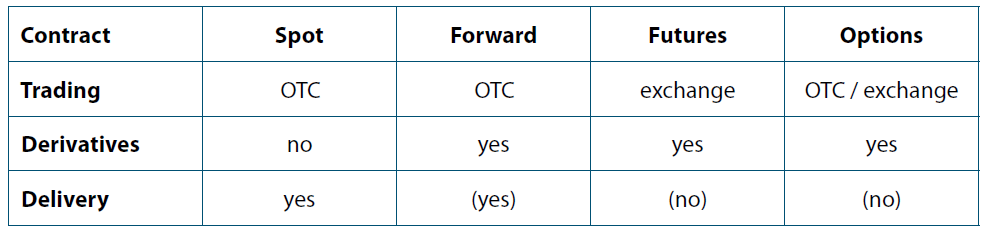 Contract Spot Forward Futures Options
Trading OTC OTC exchange OTC / exchange
Derivatives no yes yes yes
Delivery yes (yes) (no) (no)